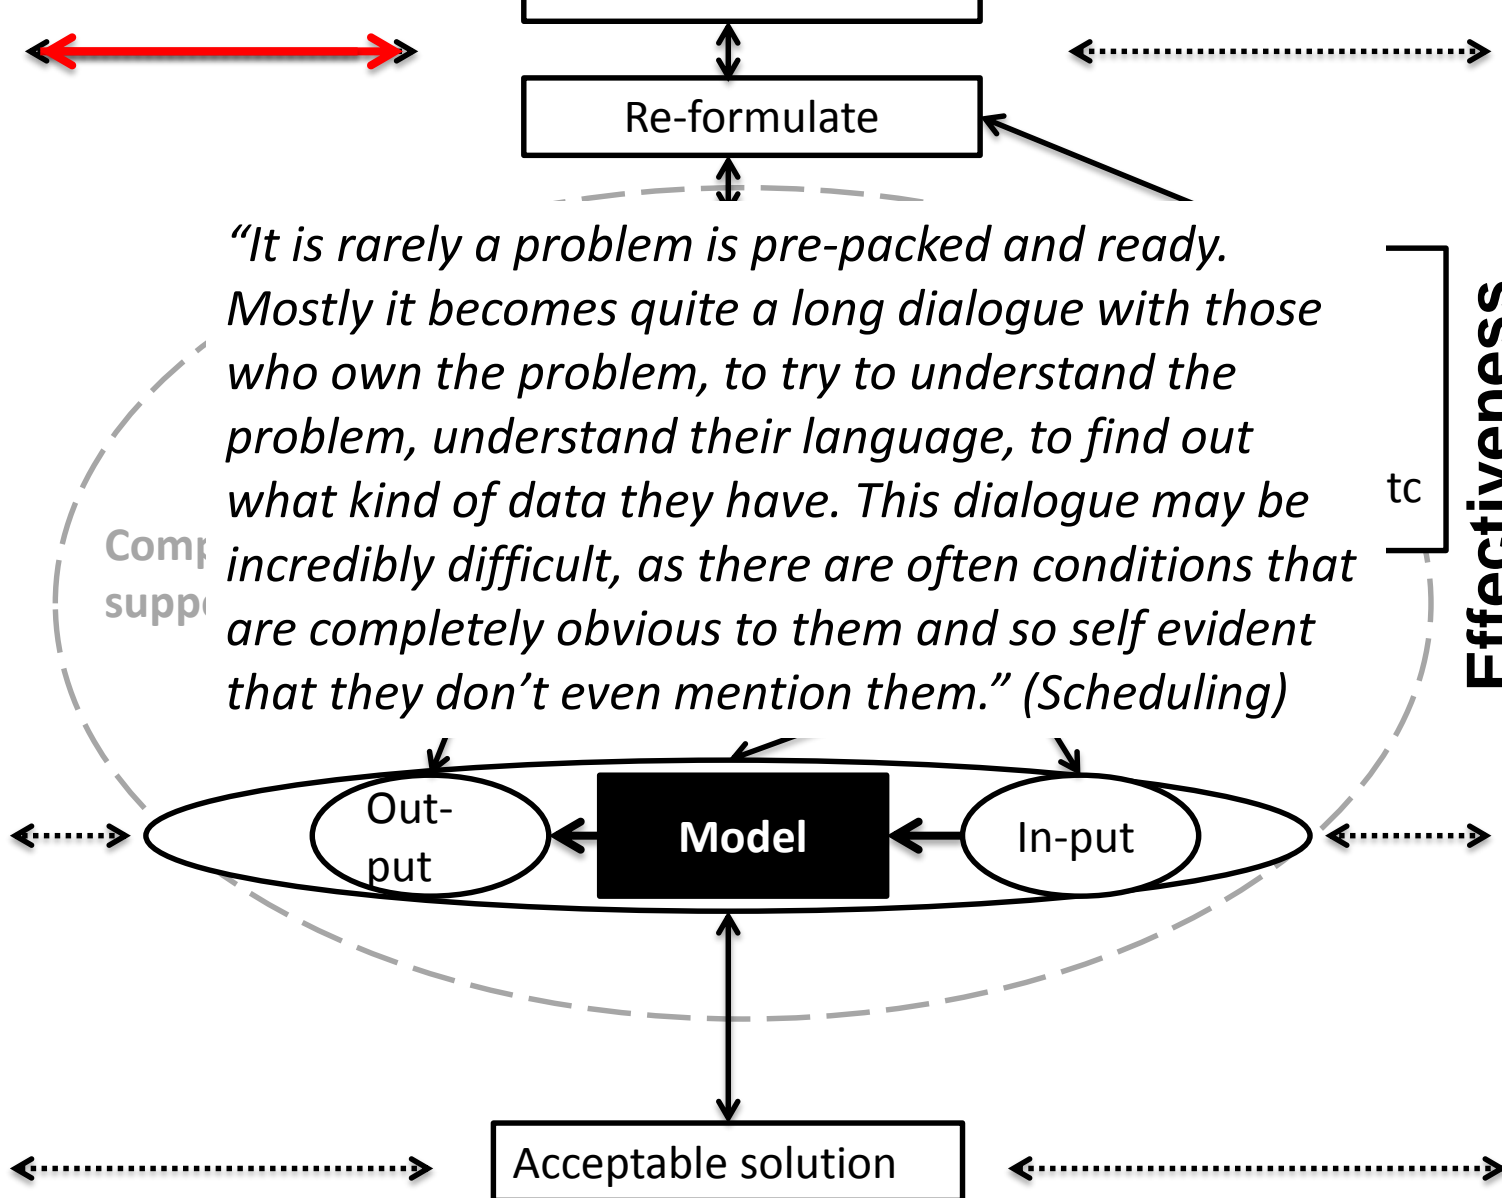 Re-formulate
“It is rarely a problem is pre-packed and ready.
Mostly it becomes quite a long dialogue with those
who own the problem, to try to understand the
problem, understand their language, to find out
what kind of data they have. This dialogue may be
incredibly difficult, as there are often conditions that
are completely obvious to them and so self evident
that they don’t even mention them.” (Scheduling)
tc
Effectiveness
Out-
put
Model
In-put
Acceptable solution